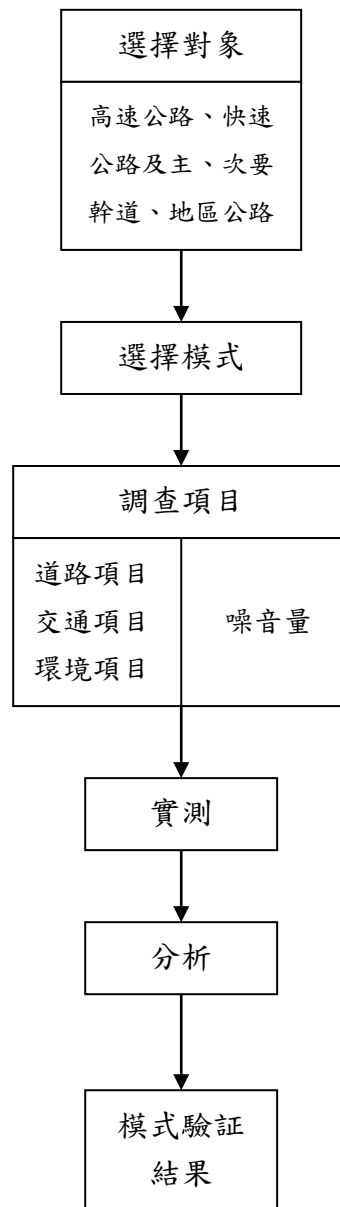 選擇對象
高速公路、快速
公路及主、次要
幹道、地區公路
選擇模式
調查項目
道路項目
交通項目
環境項目
噪音量
實測
分析
模式驗証
結果